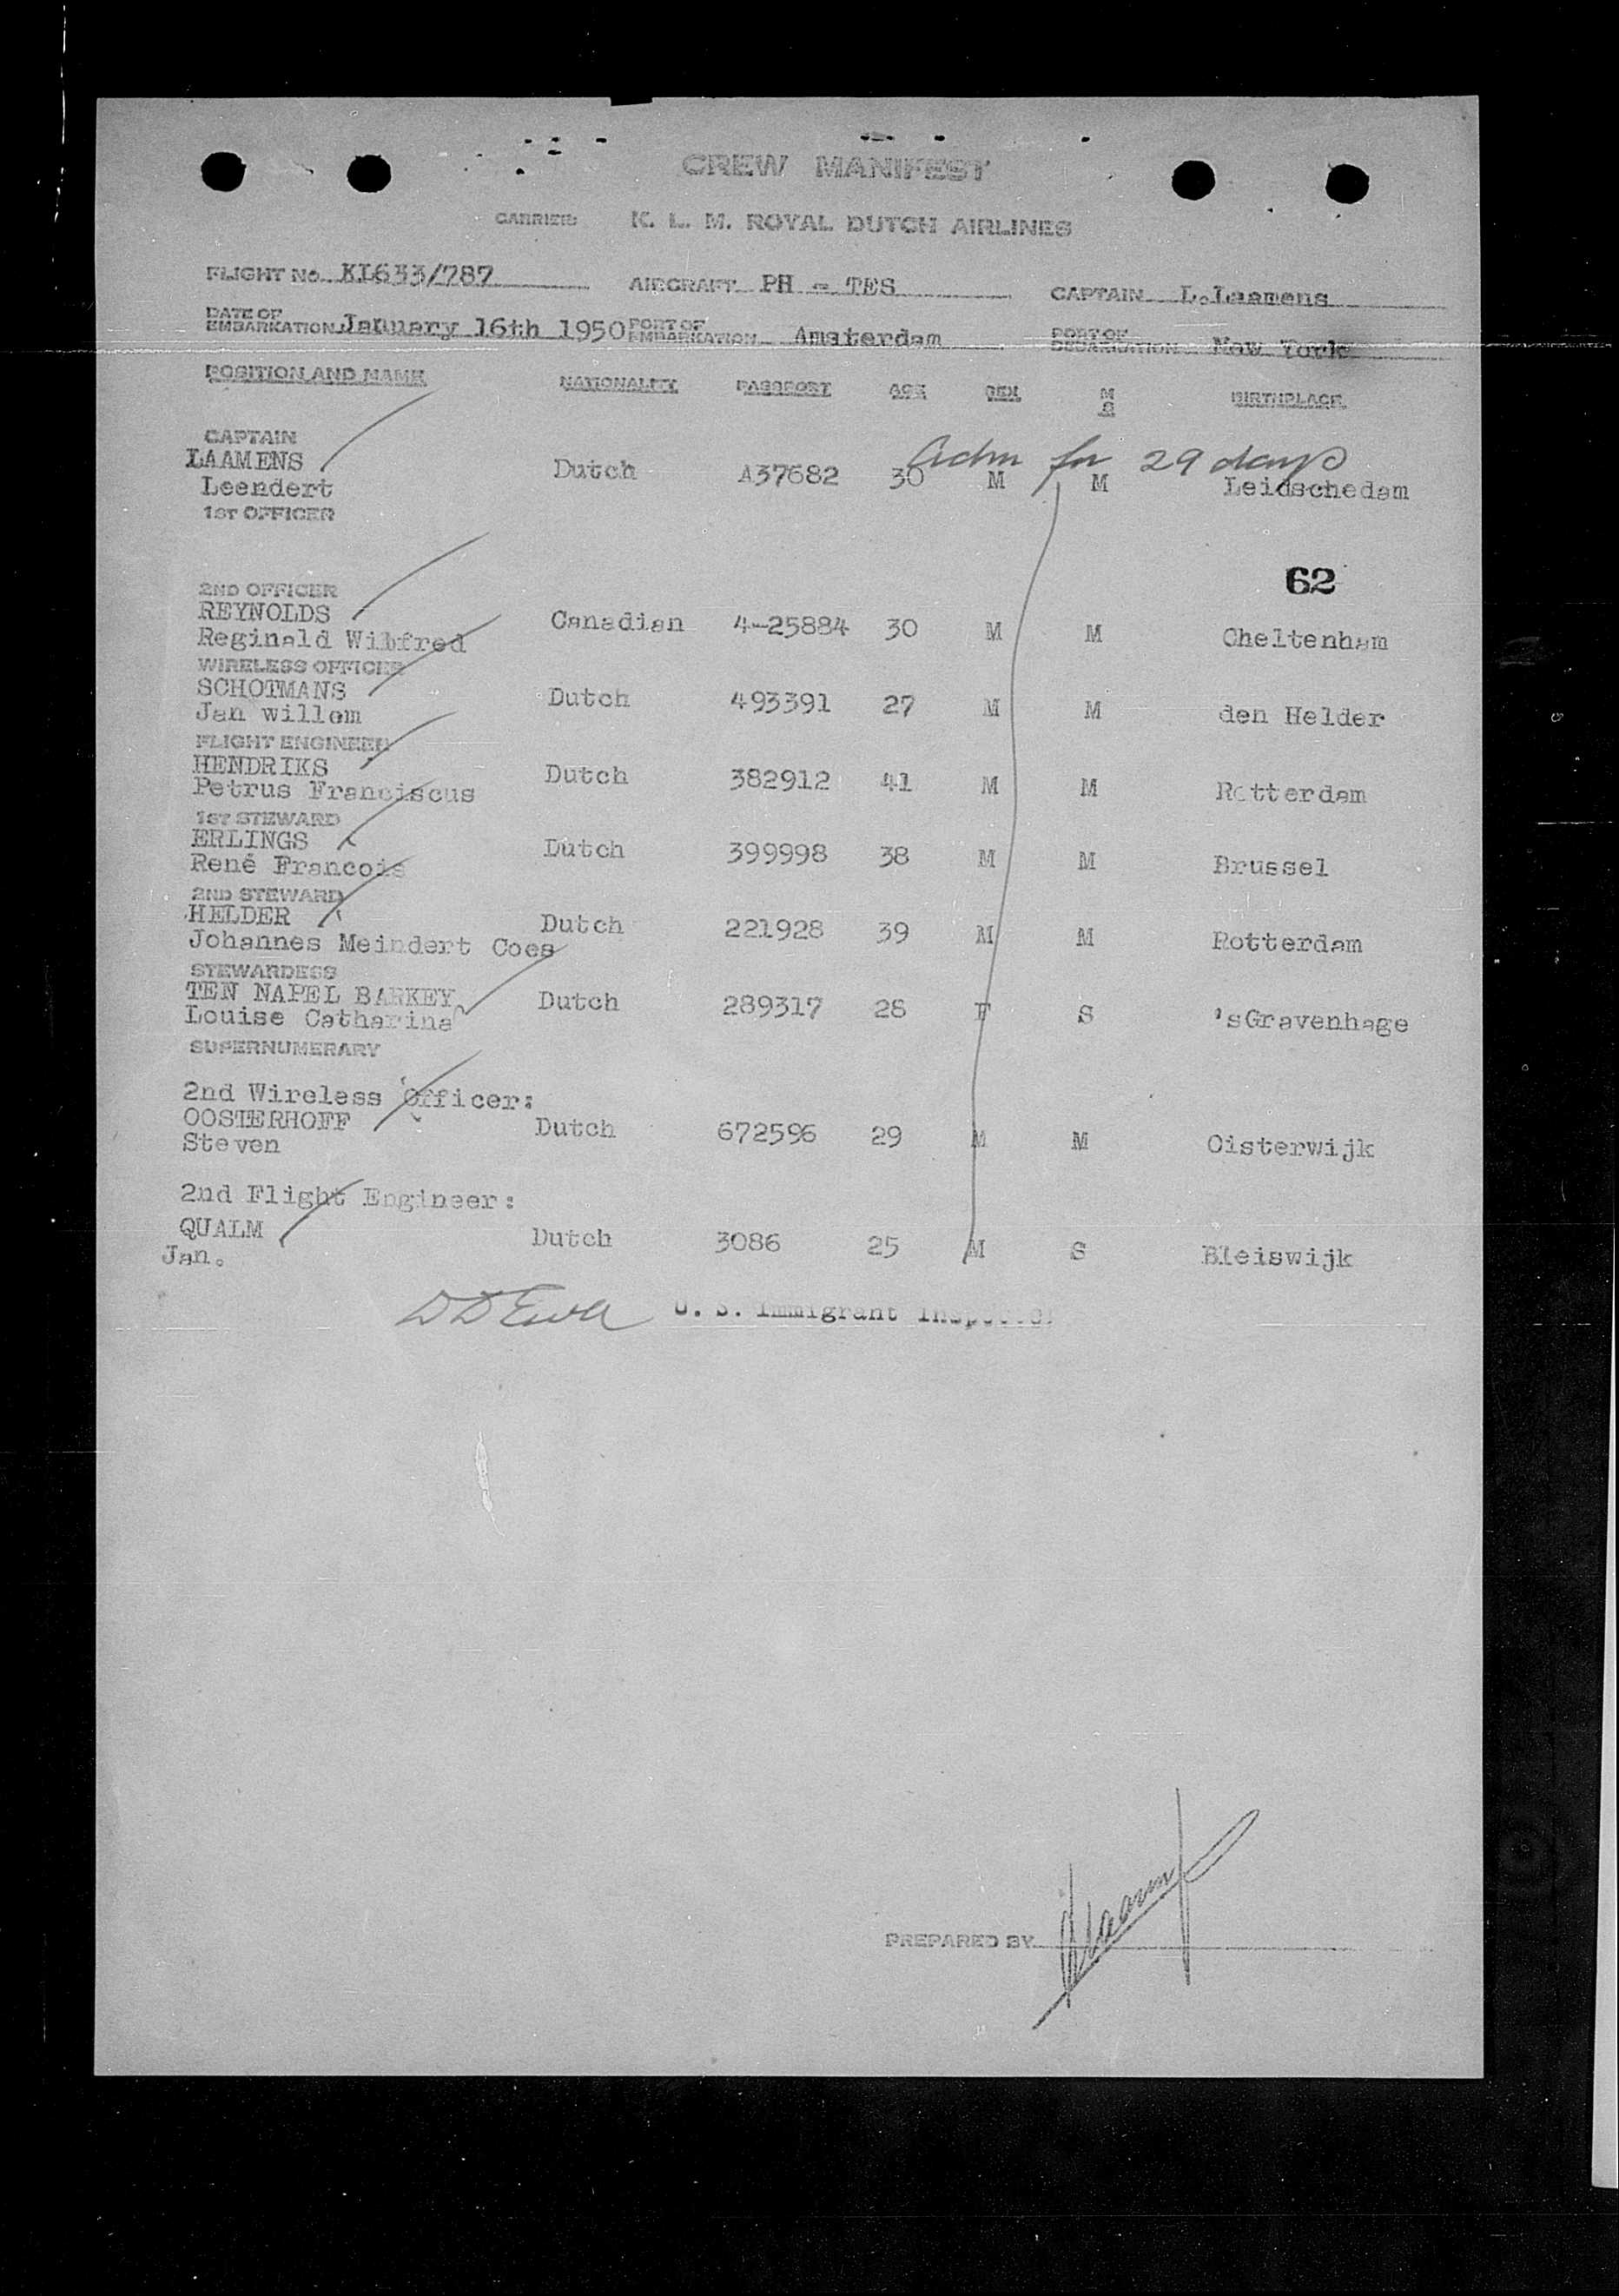 CREW MANIFEST
CARRIER: K. L. M. ROYAL DUTCH AIRLINES
FLIGHT No. KL633/787 AIRCRAFT PH - TES CAPTAIN L.Laamens
DATE OF EMBARKATION January 16th 1950 PORT OF EMBARKATION Amsterdam PORT OF DEBARKATION New York
POSITION AND NAME NATIONALITY PASSPORT AGE SEX M S BIRTHPLACE
Adm for 29 days
CAPTAIN
LAAMENS Dutch A37682 30 M M Leidschedam
Leendert
1ST OFFICER
62
2ND OFFICER
REYNOLDS Canadian 4-25884 30 M M Cheltenham
Reginald Wilfred
WIRELESS OFFICER
SCHOTMANS Dutch 493391 27 M M den Helder
Jan willem
FLIGHT ENGINEER
HENDRIKS Dutch 382912 41 M M Rotterdam
Petrus Franciscus
1ST STEWARD
ERLINGS Dutch 399998 38 M M Brussel
René Francois
2ND STEWARD
HELDER Dutch 221928 39 M M Rotterdam
Johannes Meindert Coes
STEWARDESS
TEN NAPEL BARKEY Dutch 289317 28 F S 'sGravenhage
Louise Catharina
SUPERNUMERARY
2nd Wireless Officer:
OOSTERHOFF Dutch 672596 29 M M Oisterwijk
Steven
2nd Flight Engineer:
QUALM Dutch 3086 25 M S Bleiswijk
Jan.
U. S. Immigrant Inspector
PREPARED BY